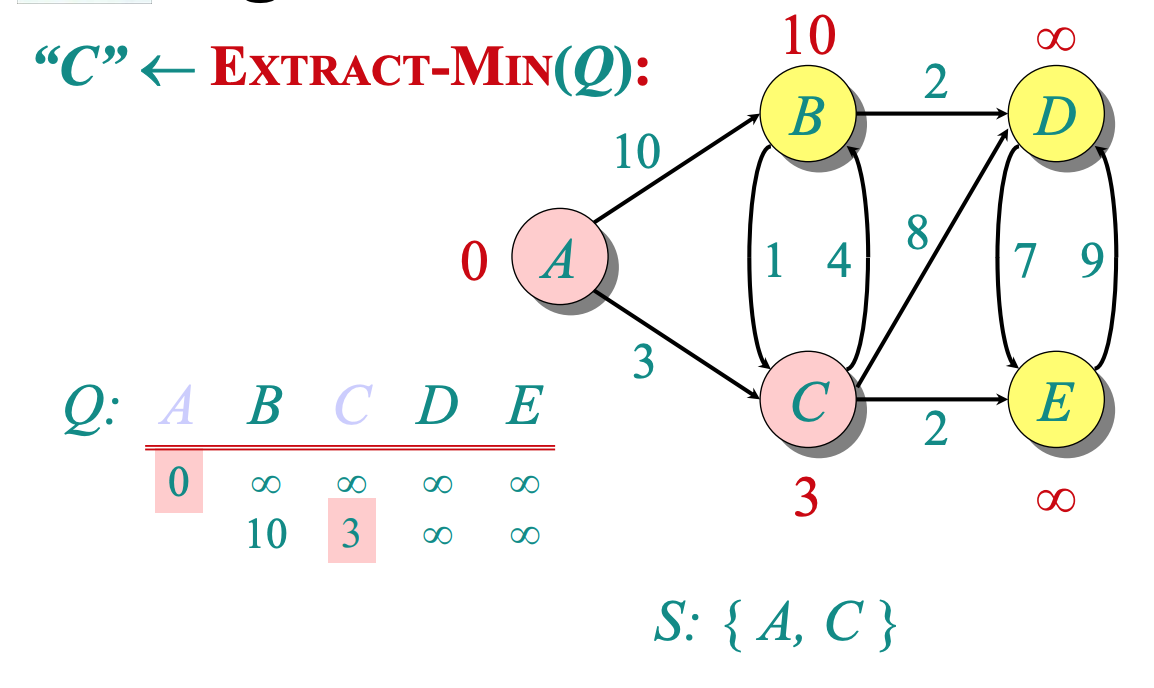 “C” ← EXTRACT-MIN(Q):
10
∞
B
2
D
10
A
0
1
4
8
7
9
3
C
2
E
3
∞
Q: A B C D E
0 ∞ ∞ ∞ ∞
10 3 ∞ ∞
S: { A, C }